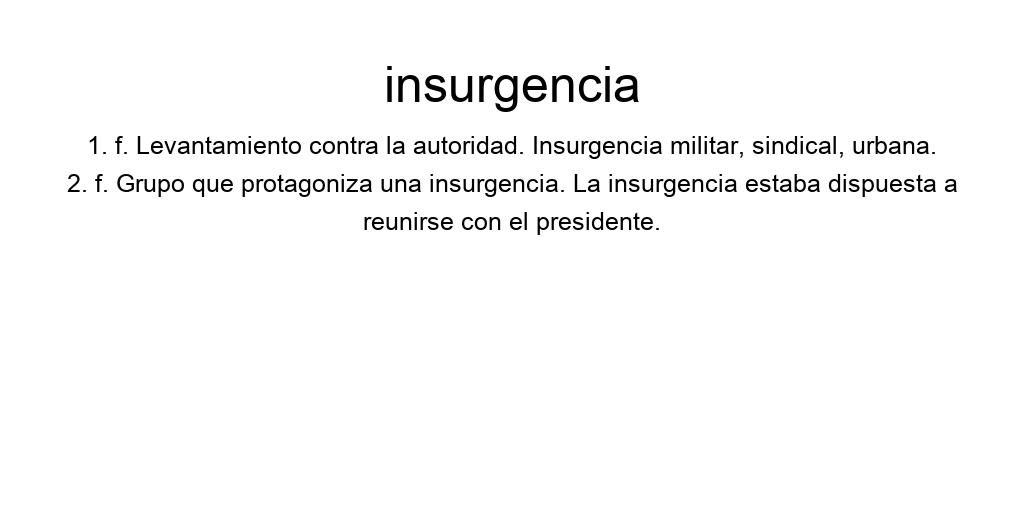 insurgencia
1. f. Levantamiento contra la autoridad. Insurgencia militar, sindical, urbana.
2. f. Grupo que protagoniza una insurgencia. La insurgencia estaba dispuesta a
reunirse con el presidente.